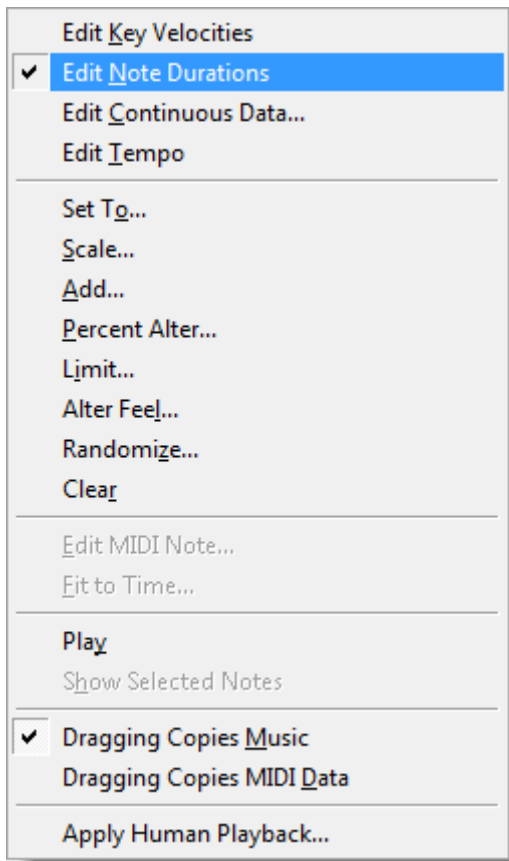 Edit Key Velocities
Edit Note Durations
Edit Continuous Data...
Edit Tempo
Set To...
Scale...
Add...
Percent Alter...
Limit...
Alter Feel...
Randomize...
Clear
Edit MIDI Note...
Fit to Time...
Play
Show Selected Notes
Dragging Copies Music
Dragging Copies MIDI Data
Apply Human Playback...